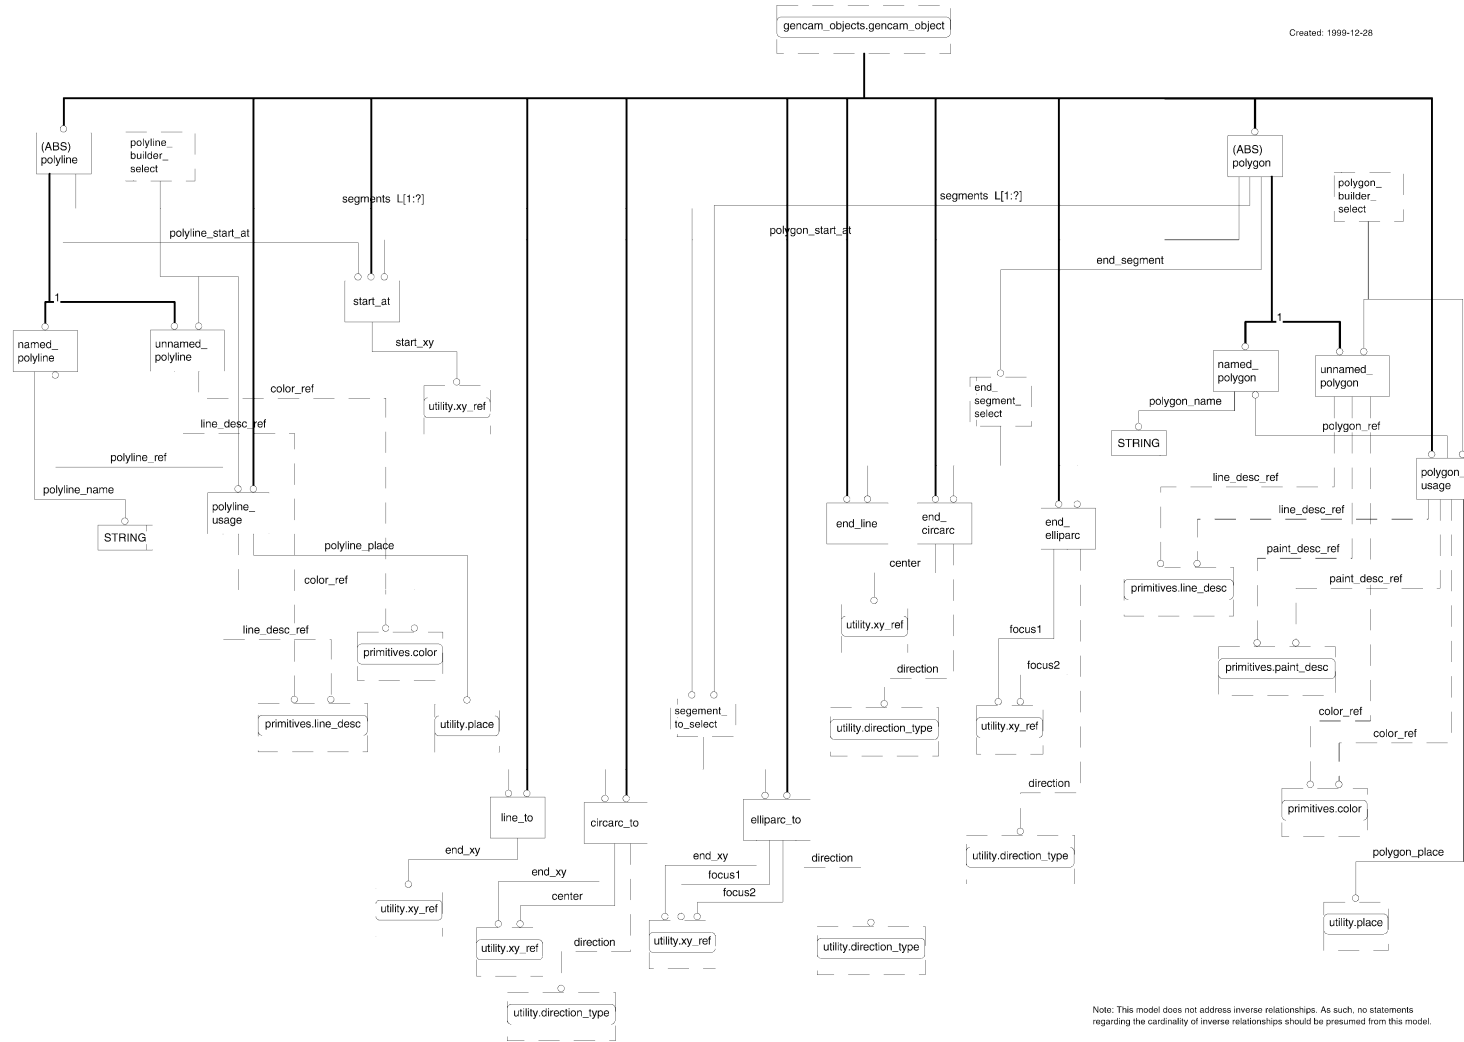 gencam_objects.gencam_object
Created: 1999-12-28
(ABS)
polyline
polyline_
builder_
select
(ABS)
polygon
polygon_
builder_
select
segments L[1:?]
segments L[1:?]
polyline_start_at
polygon_start_at
end_segment
start_at
1
1
named_
polyline
unnamed_
polyline
start_xy
named_
polygon
unnamed_
polygon
color_ref
utility.xy_ref
end_
segment_
select
polygon_name
line_desc_ref
polygon_ref
STRING
polyline_ref
polygon_
usage
line_desc_ref
polyline_name
polyline_
usage
line_desc_ref
end_line
end_
circarc
end_
elliparc
STRING
polyline_place
paint_desc_ref
center
color_ref
paint_desc_ref
primitives.line_desc
utility.xy_ref
line_desc_ref
focus1
primitives.color
focus2
direction
primitives.paint_desc
segement_
to_select
color_ref
primitives.line_desc
utility.place
utility.direction_type
utility.xy_ref
color_ref
direction
line_to
circarc_to
elliparc_to
primitives.color
end_xy
end_xy
direction
utility.direction_type
polygon_place
end_xy
focus1
center
focus2
utility.xy_ref
utility.place
utility.xy_ref
direction
utility.xy_ref
utility.direction_type
utility.direction_type
Note: This model does not address inverse relationships. As such, no statements
regarding the cardinality of inverse relationships should be presumed from this model.